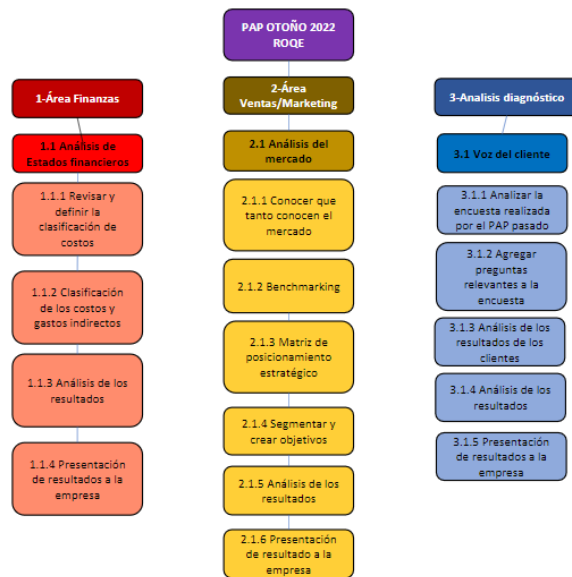 PAP OTOÑO 2022
ROQE
1-Área Finanzas
1.1 Análisis de
Estados financieros
1.1.1 Revisar y
definir la
clasificación de
costos
1.1.2 Clasificación
de los costos y
gastos indirectos
1.1.3 Análisis de los
resultados
1.1.4 Presentación
de resultados a la
empresa
2-Área
Ventas/Marketing
2.1 Análisis del
mercado
2.1.1 Conocer que
tanto conocen el
mercado
2.1.2 Benchmarking
2.1.3 Matriz de
posicionamiento
estratégico
2.1.4 Segmentar y
crear objetivos
2.1.5 Análisis de los
resultados
2.1.6 Presentación
de resultado a la
empresa
3-Analisis diagnóstico
3.1 Voz del cliente
3.1.1 Analizar la
encuesta realizada
por el PAP pasado
3.1.2 Agregar
preguntas
relevantes a la
encuesta
3.1.3 Análisis de los
resultados de los
clientes
3.1.4 Análisis de los
resultados
3.1.5 Presentación
de resultados a la
empresa